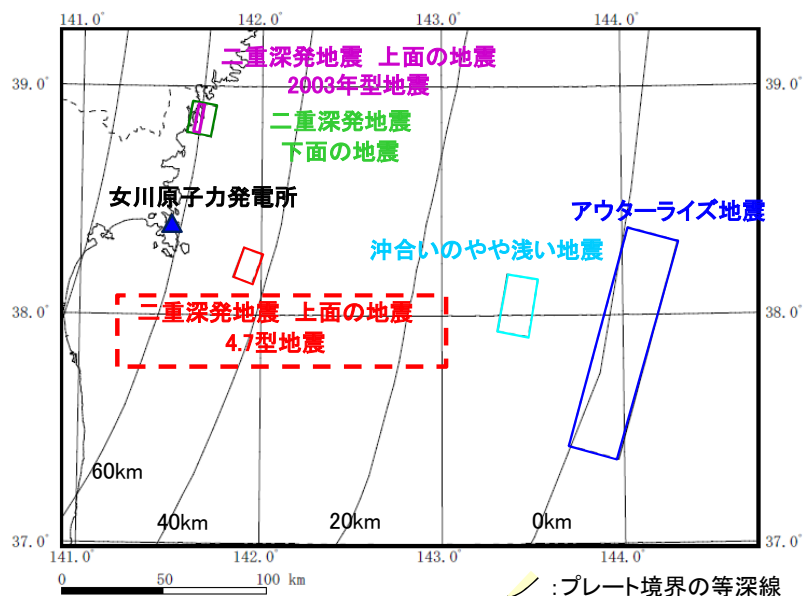 141.0° 142.0° 143.0° 144.0°
二重深発地震 上面の地震
2003年型地震
39.0° 39.0°
二重深発地震
下面の地震
女川原子力発電所
アウターライズ地震
沖合いのやや浅い地震
38.0° 38.0°
二重深発地震 上面の地震
4.7型地震
60km
40km 20km 0km
37.0° 37.0°
141.0° 142.0° 143.0° 144.0°
0 50 100 km
:プレート境界の等深線